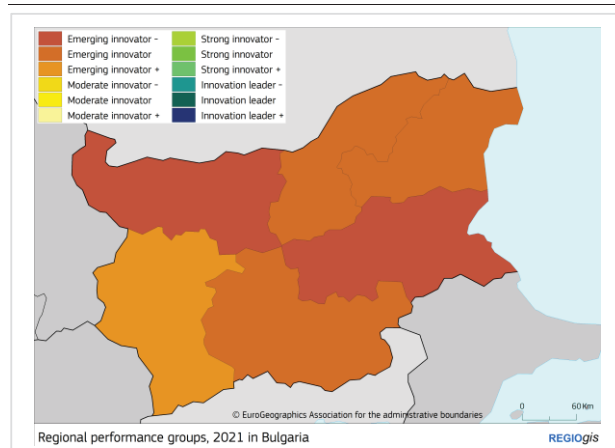 Emerging innovator -
Emerging innovator
Emerging innovator +
Moderate innovator -
Moderate innovator
Moderate innovator +
Strong innovator -
Strong innovator
Strong innovator +
Innovation leader -
Innovation leader
Innovation leader +
© EuroGeographics Association for the administrative boundaries
0 60 Km
Regional performance groups, 2021 in Bulgaria
REGIOgis